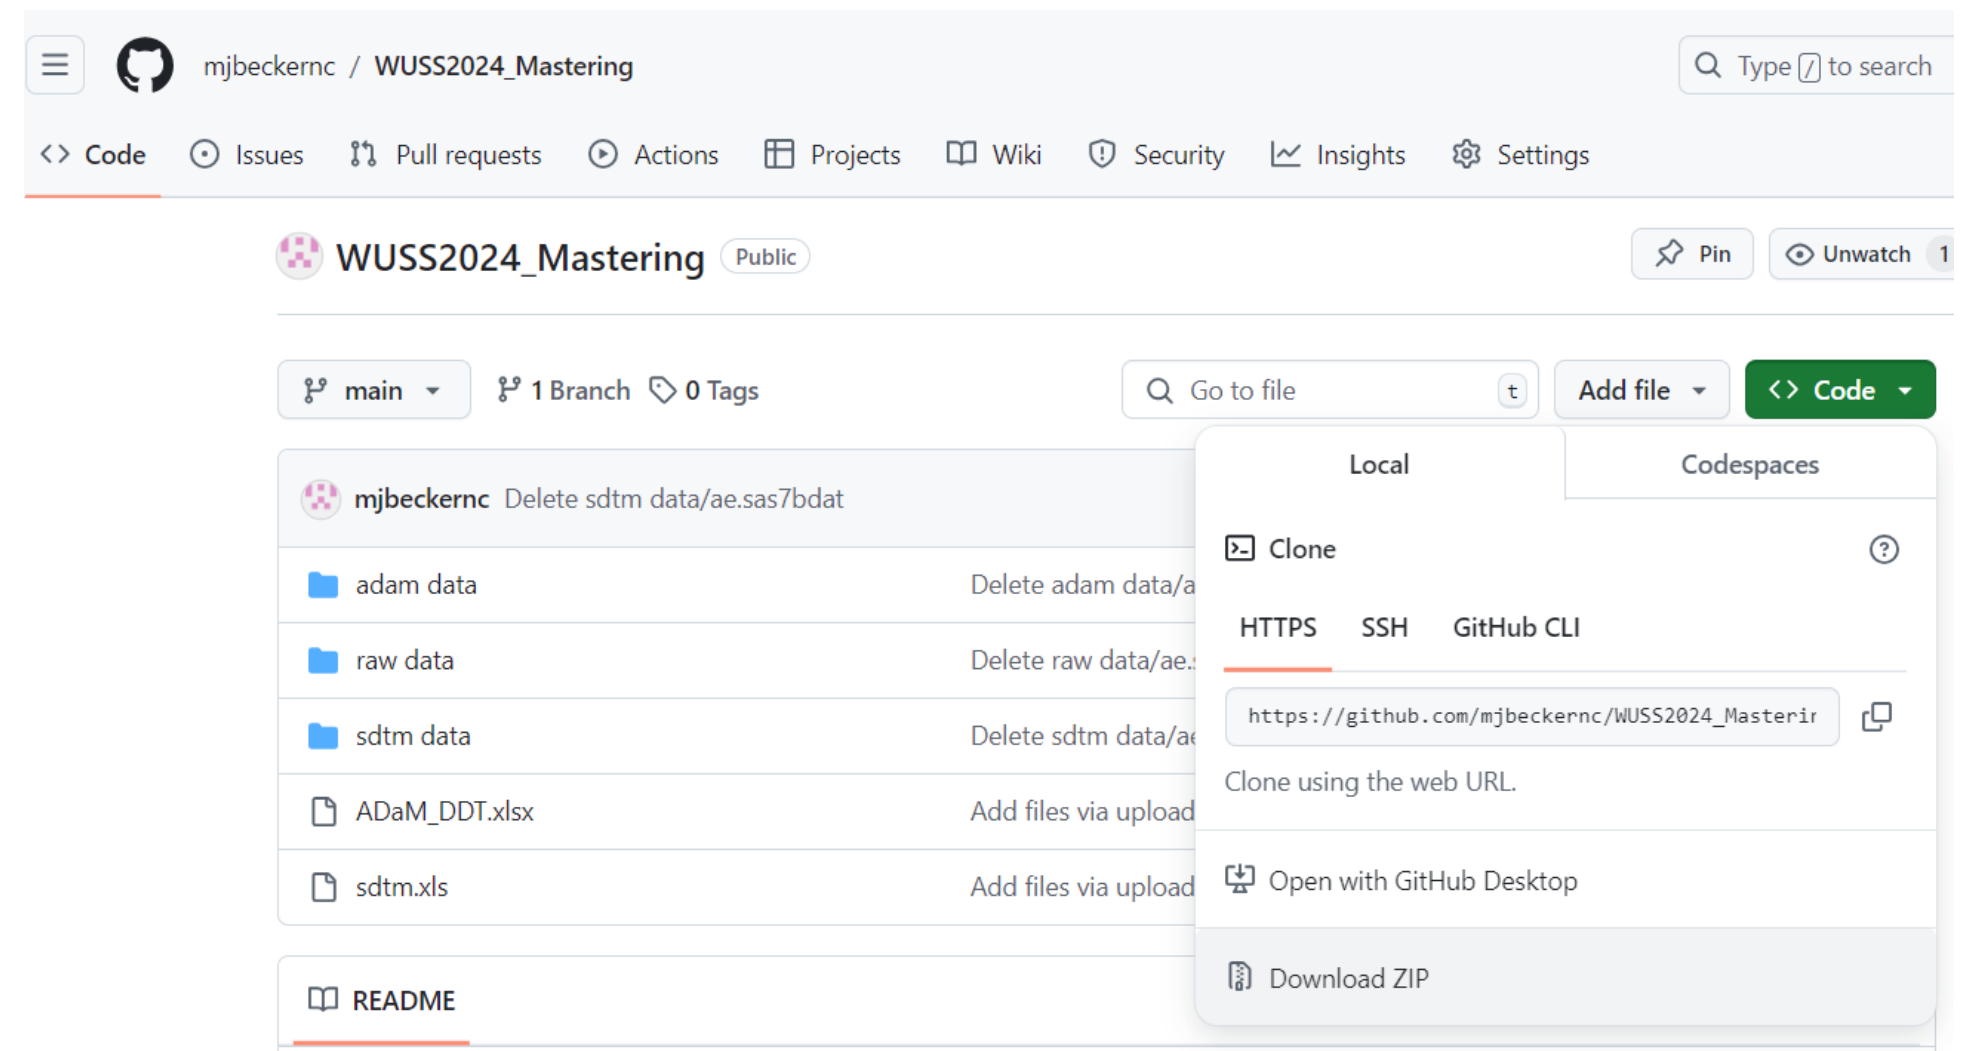 mjbeckernc / WUSS2024_Mastering
Type / to search
Code Issues Pull requests Actions Projects Wiki Security Insights Settings
WUSS2024_Mastering Public
Pin Unwatch 1
main 1 Branch 0 Tags
Go to file t Add file Code
mjbeckernc Delete sdtm data/ae.sas7bdat
adam data Delete adam data/a
raw data Delete raw data/ae.s
sdtm data Delete sdtm data/ae
ADaM_DDT.xlsx Add files via upload
sdtm.xls Add files via upload
README
Local Codespaces
Clone
HTTPS SSH GitHub CLI
https://github.com/mjbeckernc/WUSS2024_Masterin
Clone using the web URL.
Open with GitHub Desktop
Download ZIP